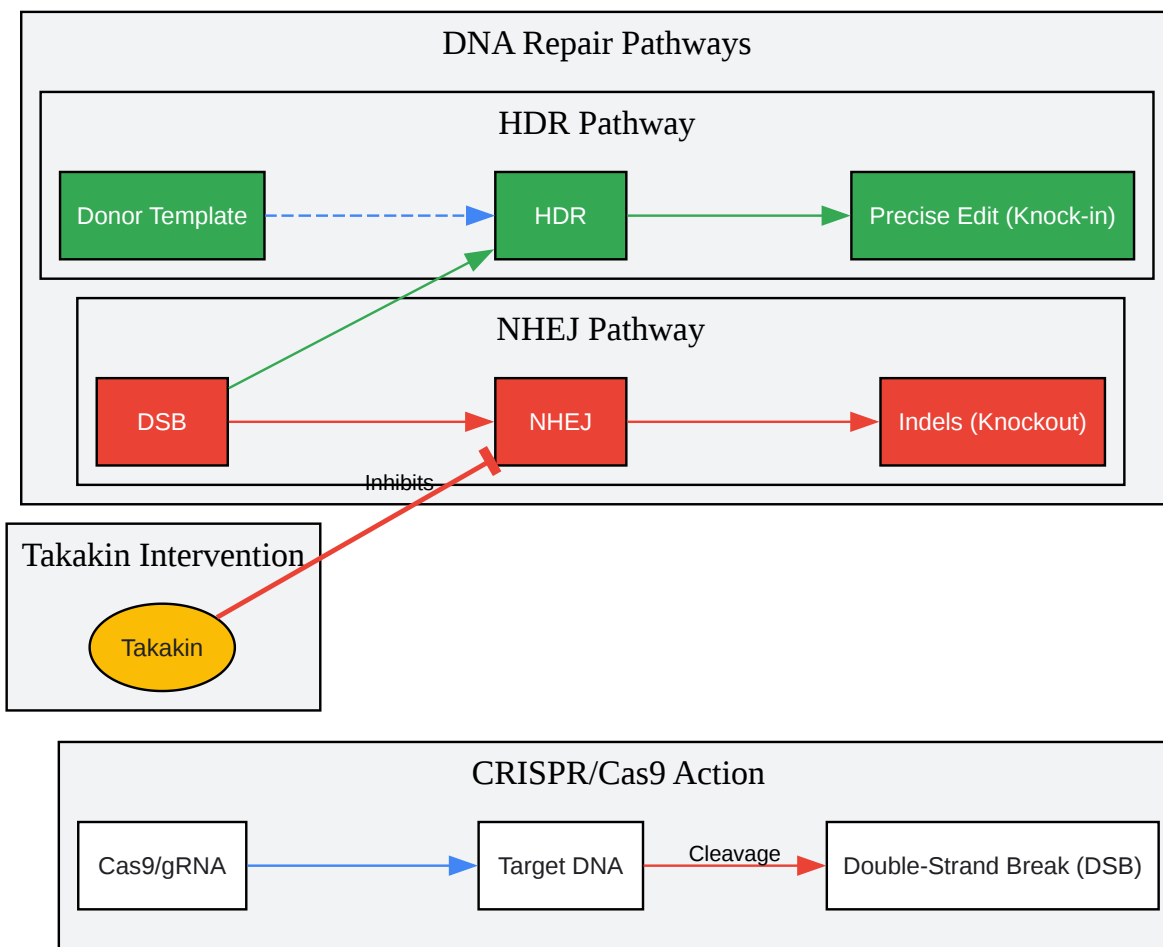 DNA Repair Pathways
HDR Pathway
Donor Template
HDR
Precise Edit (Knock-in)
NHEJ Pathway
DSB
NHEJ
Indels (Knockout)
Inhibits
Takakin Intervention
Takakin
CRISPR/Cas9 Action
Cas9/gRNA
Target DNA
Cleavage
Double-Strand Break (DSB)